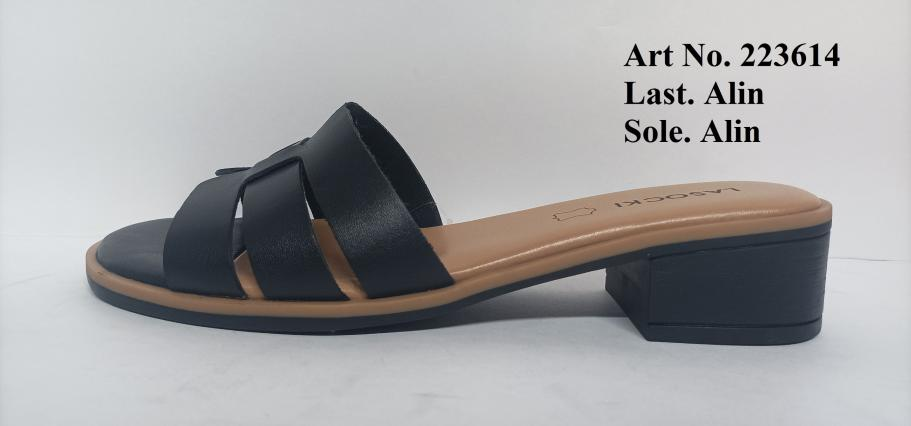 Art No. 223614
Last. Alin
Sole. Alin
LASOCKI